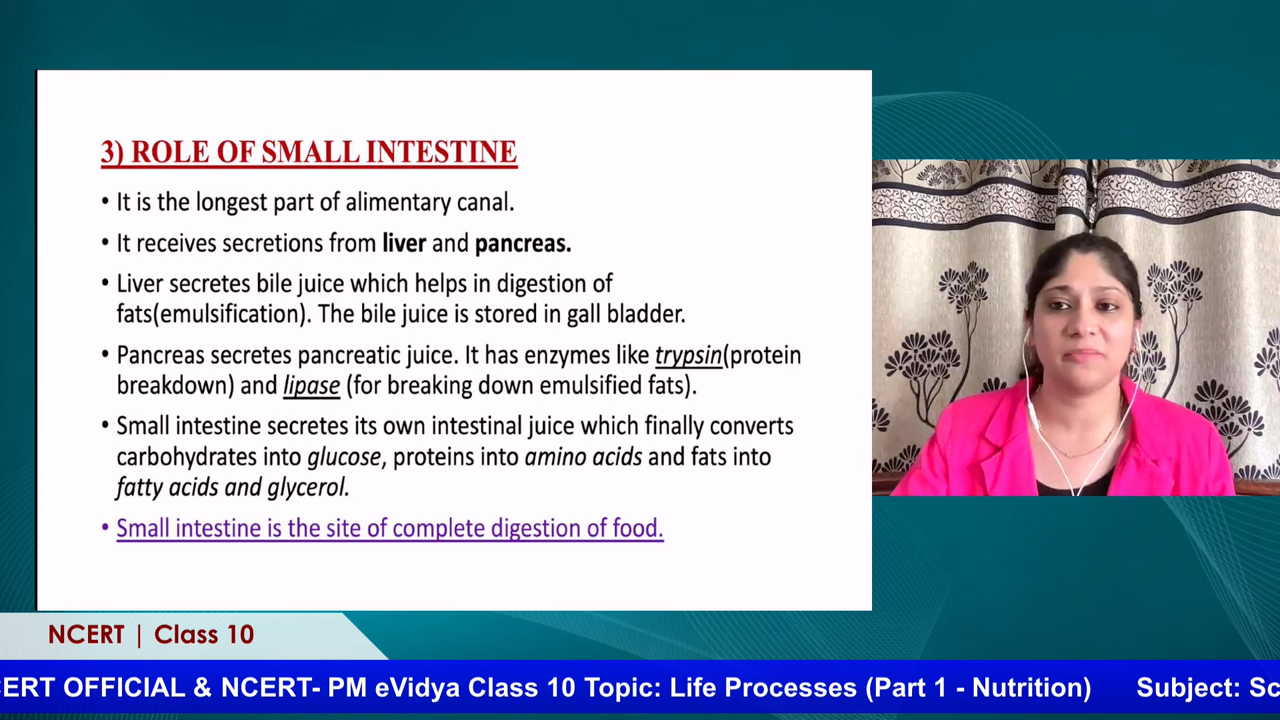 3) ROLE OF SMALL INTESTINE
• It is the longest part of alimentary canal.
• It receives secretions from liver and pancreas.
• Liver secretes bile juice which helps in digestion of
fats(emulsification). The bile juice is stored in gall bladder.
• Pancreas secretes pancreatic juice. It has enzymes like trypsin(protein
breakdown) and lipase (for breaking down emulsified fats).
• Small intestine secretes its own intestinal juice which finally converts
carbohydrates into glucose, proteins into amino acids and fats into
fatty acids and glycerol.
• Small intestine is the site of complete digestion of food.
NCERT | Class 10
CERT OFFICIAL & NCERT- PM eVidya Class 10 Topic: Life Processes (Part 1 - Nutrition) Subject: Sc